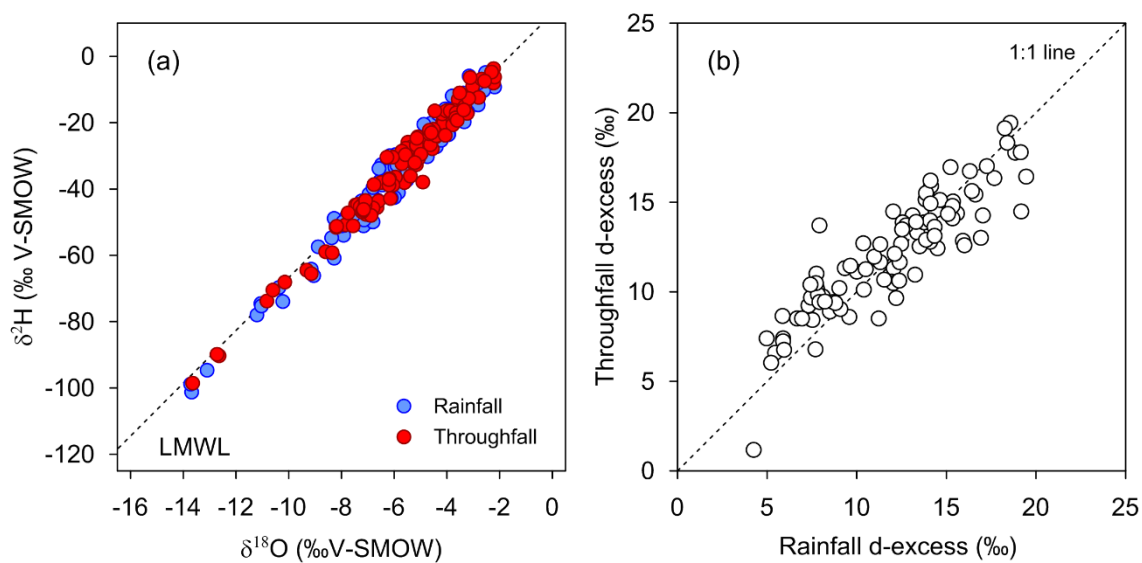 (a)
0
-20
-40
-60
-80
-100
-120
δ²H (‰ V-SMOW)
Rainfall
Throughfall
LMWL
-16 -14 -12 -10 -8 -6 -4 -2 0
δ¹⁸O (‰V-SMOW)
(b)
1:1 line
25
20
15
10
5
0
Throughfall d-excess (‰)
0 5 10 15 20 25
Rainfall d-excess (‰)